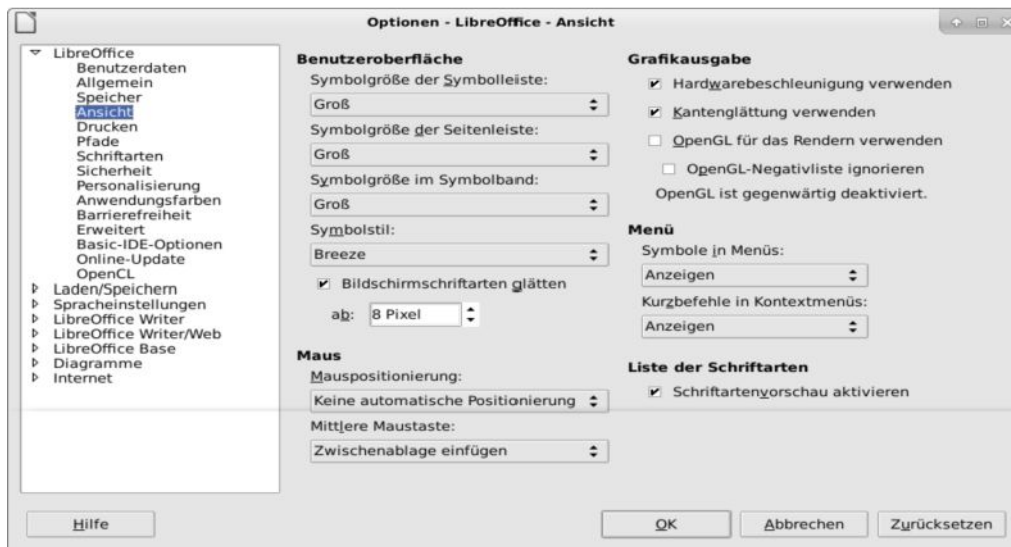 Optionen - LibreOffice - Ansicht
LibreOffice
Benutzerdaten
Allgemein
Speicher
Ansicht
Drucken
Pfade
Schriftarten
Sicherheit
Personalisierung
Anwendungsfarben
Barrierefreiheit
Erweitert
Basic-IDE-Optionen
Online-Update
OpenCL
Laden/Speichern
Spracheinstellungen
LibreOffice Writer
LibreOffice Writer/Web
LibreOffice Base
Diagramme
Internet
Benutzeroberfläche
Symbolgröße der Symbolleiste:
Groß
Symbolgröße der Seitenleiste:
Groß
Symbolgröße im Symbolband:
Groß
Symbolstil:
Breeze
Bildschirmschriftarten glätten
ab: 8 Pixel
Maus
Mauspositionierung:
Keine automatische Positionierung
Mittlere Maustaste:
Zwischenablage einfügen
Grafikausgabe
Hardwarebeschleunigung verwenden
Kantenglättung verwenden
OpenGL für das Rendern verwenden
OpenGL-Negativliste ignorieren
OpenGL ist gegenwärtig deaktiviert.
Menü
Symbole in Menüs:
Anzeigen
Kurzbefehle in Kontextmenüs:
Anzeigen
Liste der Schriftarten
Schriftartenvorschau aktivieren
Hilfe
OK
Abbrechen
Zurücksetzen